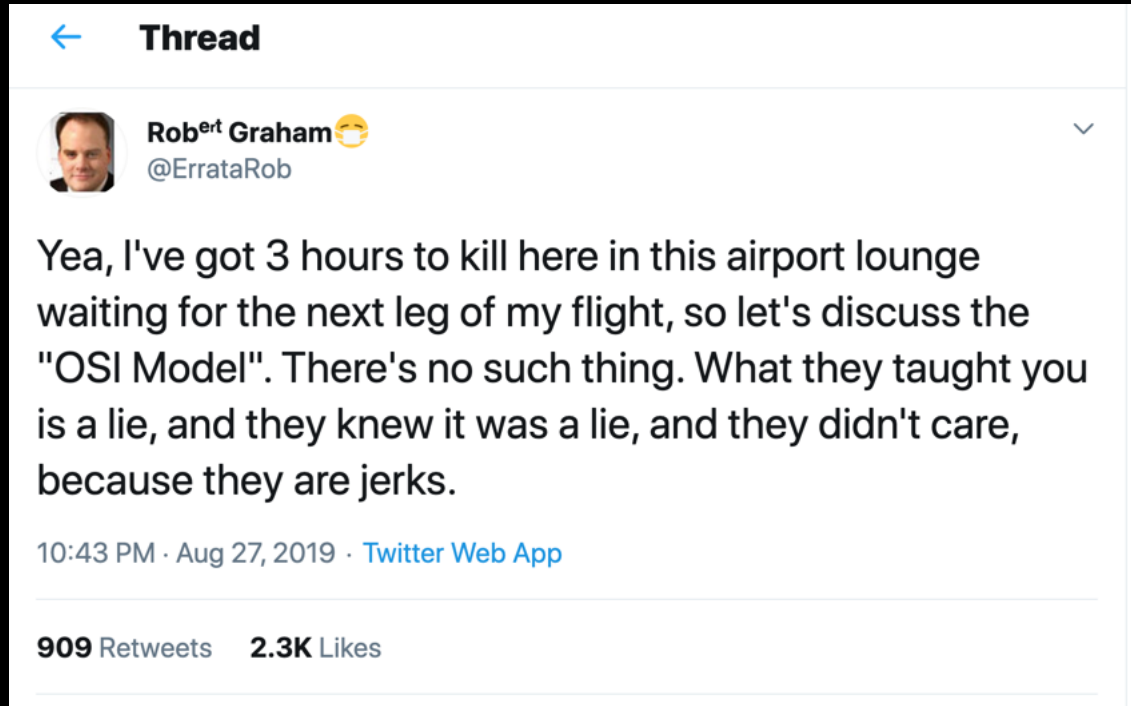 Thread
Robᵉʳᵗ Graham😷
@ErrataRob
Yea, I've got 3 hours to kill here in this airport lounge
waiting for the next leg of my flight, so let's discuss the
"OSI Model". There's no such thing. What they taught you
is a lie, and they knew it was a lie, and they didn't care,
because they are jerks.
10:43 PM · Aug 27, 2019 · Twitter Web App
909 Retweets 2.3K Likes